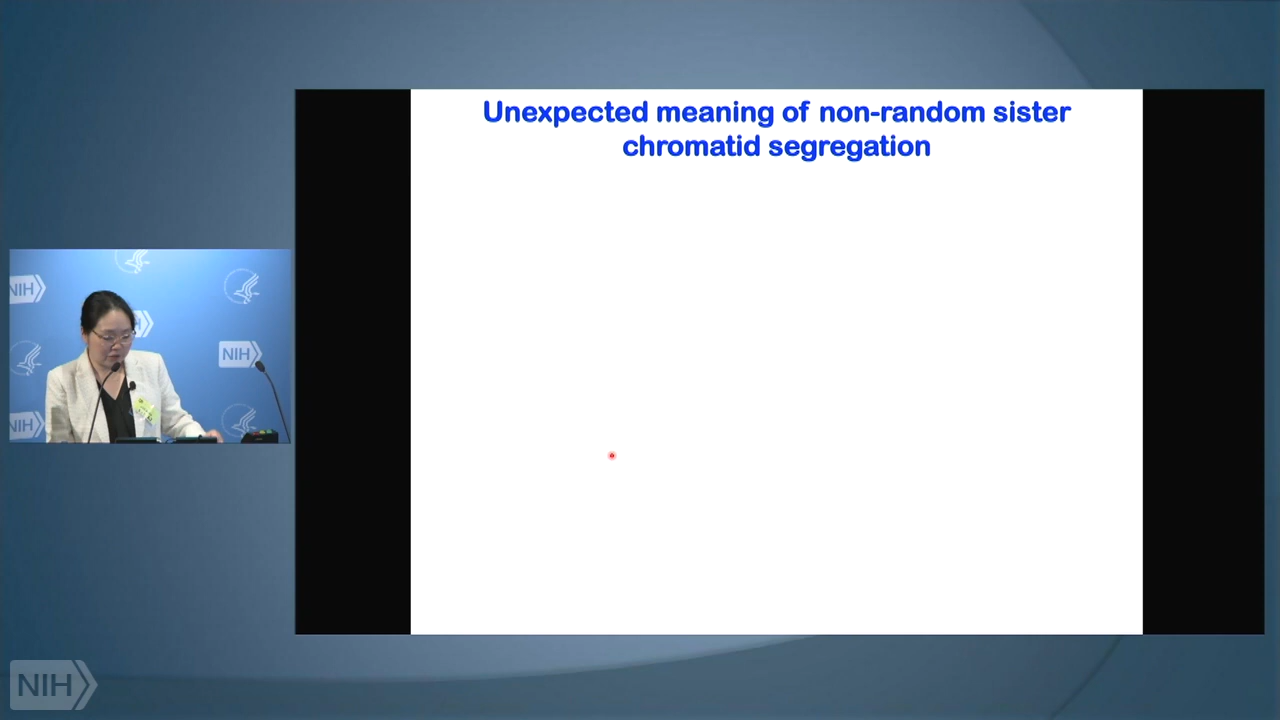 Unexpected meaning of non-random sister
chromatid segregation
NIH
NIH
NIH
NIH
NIH